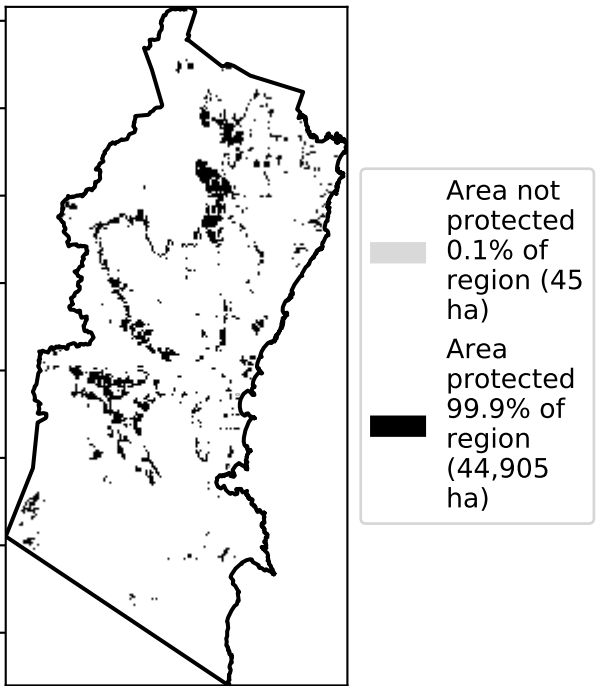 Area not
protected
0.1% of
region (45
ha)
Area
protected
99.9% of
region
(44,905
ha)